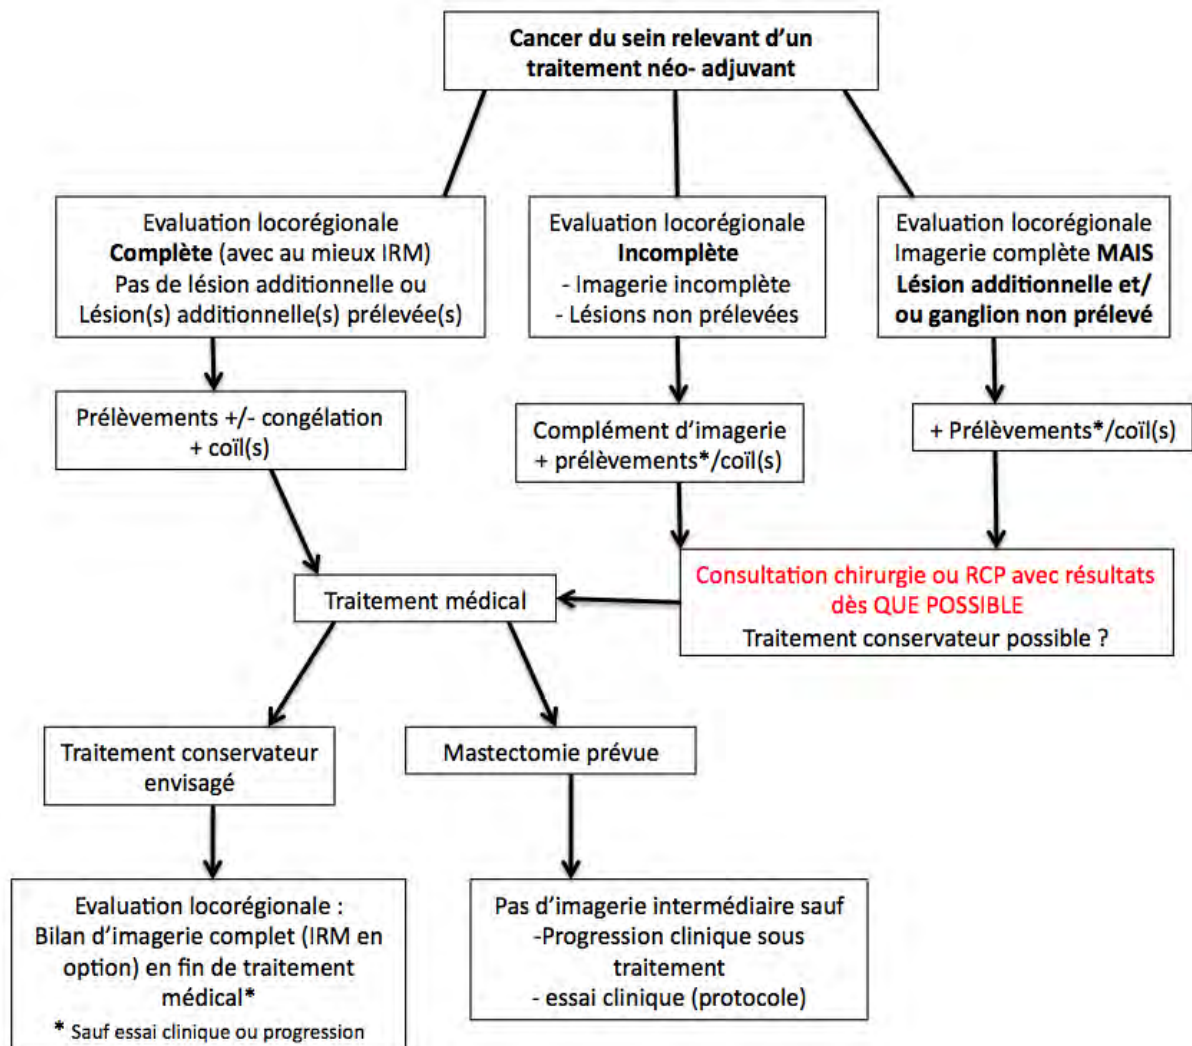 Cancer du sein relevant d’un
traitement néo- adjuvant
Evaluation locorégionale
Complète (avec au mieux IRM)
Pas de lésion additionnelle ou
Lésion(s) additionnelle(s) prélevée(s)
Evaluation locorégionale
Incomplète
- Imagerie incomplète
- Lésions non prélevées
Evaluation locorégionale
Imagerie complète MAIS
Lésion additionnelle et/
ou ganglion non prélevé
Prélèvements +/- congélation
+ coïl(s)
Complément d’imagerie
+ prélèvements*/coïl(s)
+ Prélèvements*/coïl(s)
Traitement médical
Consultation chirurgie ou RCP avec résultats
dès QUE POSSIBLE
Traitement conservateur possible ?
Traitement conservateur
envisagé
Mastectomie prévue
Evaluation locorégionale :
Bilan d’imagerie complet (IRM en
option) en fin de traitement
médical*
* Sauf essai clinique ou progression
Pas d’imagerie intermédiaire sauf
-Progression clinique sous
traitement
- essai clinique (protocole)